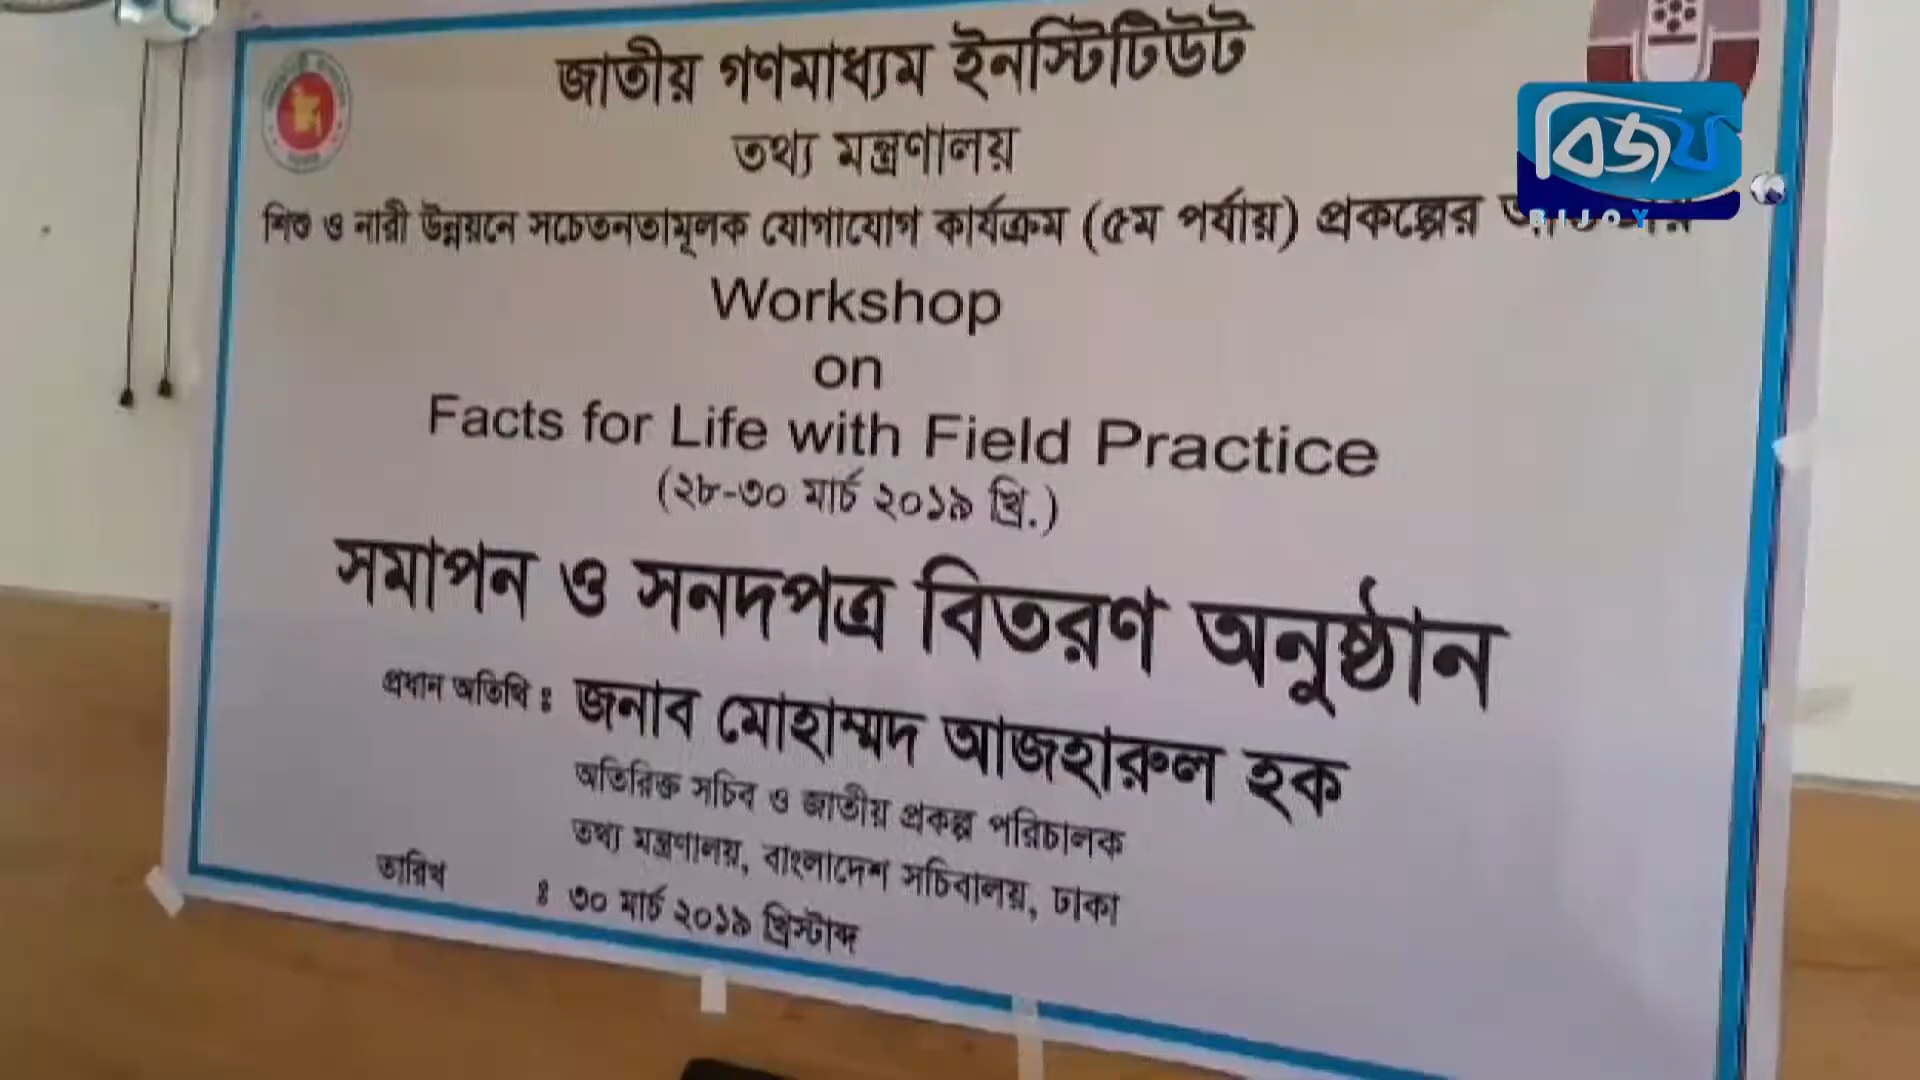 জাতীয় গণমাধ্যম ইনস্টিটিউট
তথ্য মন্ত্রণালয়
শিশু ও নারী উন্নয়নে সচেতনতামূলক যোগাযোগ কার্যক্রম (৫ম পর্যায়) প্রকল্পের
বিজয়
BIJOY
Workshop
on
Facts for Life with Field Practice
(২৮-৩০ মার্চ ২০১৯ খ্রি.)
সমাপন ও সনদপত্র বিতরণ অনুষ্ঠান
প্রধান অতিথি : জনাব মোহাম্মদ আজহারুল হক
অতিরিক্ত সচিব ও জাতীয় প্রকল্প পরিচালক
তথ্য মন্ত্রণালয়, বাংলাদেশ সচিবালয়, ঢাকা
তারিখ : ৩০ মার্চ ২০১৯ খ্রিস্টাব্দ